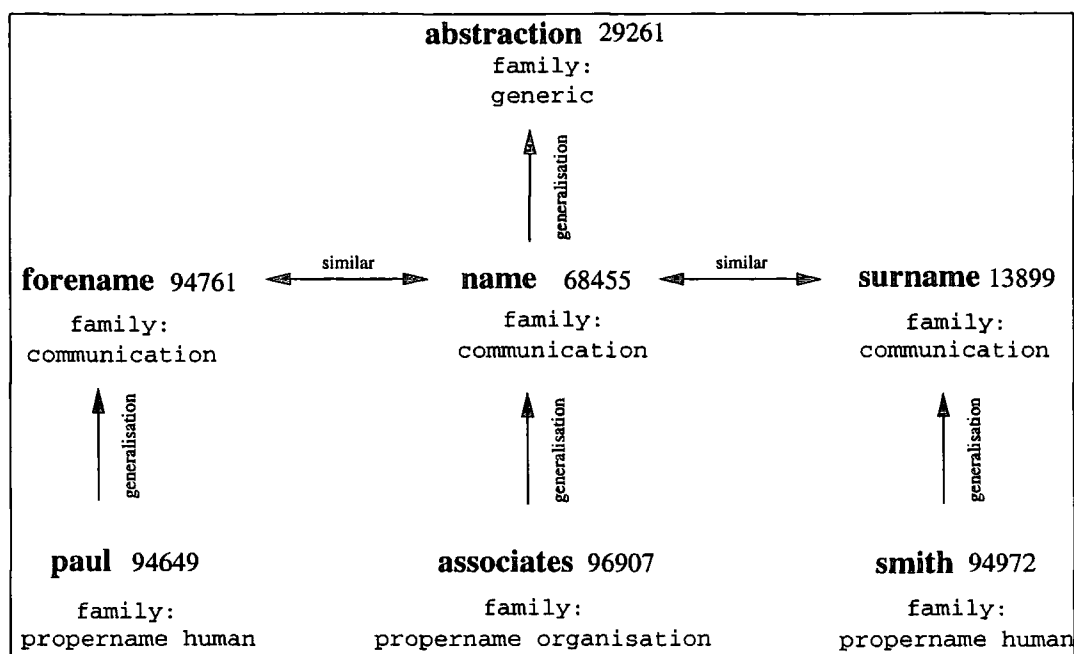 abstraction 29261
family:
generic
generalisation
forename 94761
similar
name 68455
similar
surname 13899
family:
communication
family:
communication
family:
communication
generalisation
generalisation
generalisation
paul 94649
associates 96907
smith 94972
family:
propername human
family:
propername organisation
family:
propername human